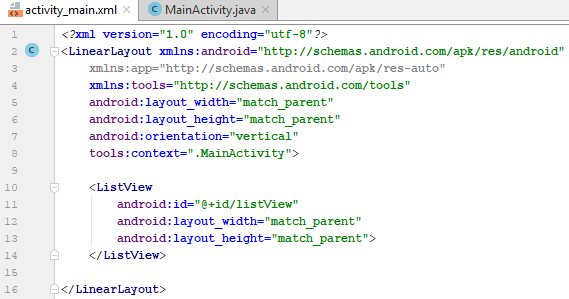 activity_main.xml × MainActivity.java ×
1 <?xml version="1.0" encoding="utf-8"?>
2 C <LinearLayout xmlns:android="http://schemas.android.com/apk/res/android"
3 xmlns:app="http://schemas.android.com/apk/res-auto"
4 xmlns:tools="http://schemas.android.com/tools"
5 android:layout_width="match_parent"
6 android:layout_height="match_parent"
7 android:orientation="vertical"
8 tools:context=".MainActivity">
9
10 <ListView
11 android:id="@+id/listView"
12 android:layout_width="match_parent"
13 android:layout_height="match_parent">
14 </ListView>
15
16 </LinearLayout>